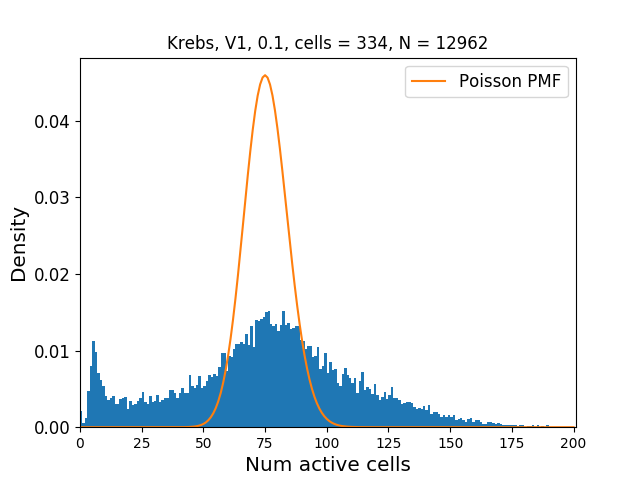 Krebs, V1, 0.1, cells = 334, N = 12962
Poisson PMF
0.04
0.03
0.02
0.01
0.00
Density
0 25 50 75 100 125 150 175 200
Num active cells